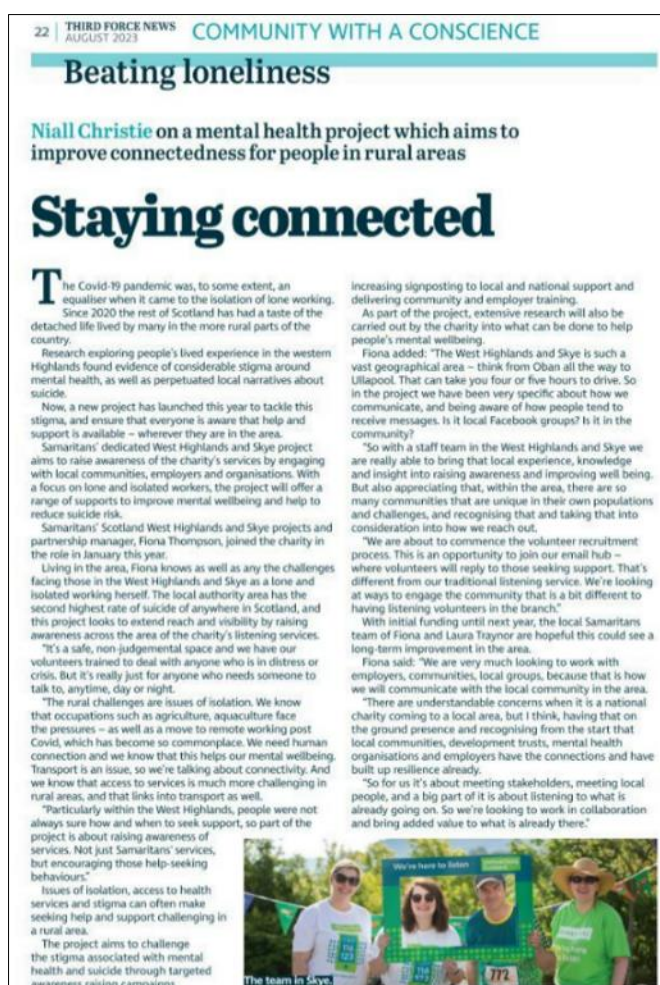 22 THIRD FORCE NEWS
AUGUST 2023
COMMUNITY WITH A CONSCIENCE
Beating loneliness
Niall Christie on a mental health project which aims to
improve connectedness for people in rural areas
Staying connected
The Covid-19 pandemic was, to some extent, an
equaliser when it came to the isolation of lone working.
Since 2020 the rest of Scotland has had a taste of the
detached life lived by many in the more rural parts of the
country.
Research exploring people's lived experience in the western
Highlands found evidence of considerable stigma around
mental health, as well as perpetuated local narratives about
suicide.
Now, a new project has launched this year to tackle this
stigma, and ensure that everyone is aware that help and
support is available – wherever they are in the area.
Samaritans' dedicated West Highlands and Skye project
aims to raise awareness of the charity's services by engaging
with local communities, employers and organisations. With
a focus on lone and isolated workers, the project will offer a
range of supports to improve mental wellbeing and help to
reduce suicide risk.
Samaritans' Scotland West Highlands and Skye projects and
partnership manager, Fiona Thompson, joined the charity in
the role in January this year.
Living in the area, Fiona knows as well as any the challenges
facing those in the West Highlands and Skye as a lone and
isolated working herself. The local authority area has the
second highest rate of suicide of anywhere in Scotland, and
this project looks to extend reach and visibility by raising
awareness across the area of the charity's listening services.
"It's a safe, non-judgemental space and we have our
volunteers trained to deal with anyone who is in distress or
crisis. But it's really just for anyone who needs someone to
talk to, anytime, day or night.
"The rural challenges are issues of isolation. We know
that occupations such as agriculture, aquaculture face
the pressures – as well as a move to remote working post
Covid, which has become so commonplace. We need human
connection and we know that this helps our mental wellbeing.
Transport is an issue, so we're talking about connectivity. And
we know that access to services is much more challenging in
rural areas, and that links into transport as well.
"Particularly within the West Highlands, people were not
always sure how and when to seek support, so part of the
project is about raising awareness of
services. Not just Samaritans' services,
but encouraging those help-seeking
behaviours."
Issues of isolation, access to health
services and stigma can often make
seeking help and support challenging in
a rural area.
The project aims to challenge
the stigma associated with mental
health and suicide through targeted
awareness raising campaigns,
increasing signposting to local and national support and
delivering community and employer training.
As part of the project, extensive research will also be
carried out by the charity into what can be done to help
people's mental wellbeing.
Fiona added: "The West Highlands and Skye is such a
vast geographical area – think from Oban all the way to
Ullapool. That can take you four or five hours to drive. So
in the project we have been very specific about how we
communicate, and being aware of how people tend to
receive messages. Is it local Facebook groups? Is it in the
community?
"So with a staff team in the West Highlands and Skye we
are really able to bring that local experience, knowledge
and insight into raising awareness and improving well being.
But also appreciating that, within the area, there are so
many communities that are unique in their own populations
and challenges, and recognising that and taking that into
consideration into how we reach out.
"We are about to commence the volunteer recruitment
process. This is an opportunity to join our email hub –
where volunteers will reply to those seeking support. That's
different from our traditional listening service. We're looking
at ways to engage the community that is a bit different to
having listening volunteers in the branch."
With initial funding until next year, the local Samaritans
team of Fiona and Laura Traynor are hopeful this could see a
long-term improvement in the area.
Fiona said: "We are very much looking to work with
employers, communities, local groups, because that is how
we will communicate with the local community in the area.
"There are understandable concerns when it is a national
charity coming to a local area, but I think, having that on
the ground presence and recognising from the start that
local communities, development trusts, mental health
organisations and employers have the connections and have
built up resilience already.
"So for us it's about meeting stakeholders, meeting local
people, and a big part of it is about listening to what is
already going on. So we're looking to work in collaboration
and bring added value to what is already there."
We're here to listen
116
123
772
The team in Skye.